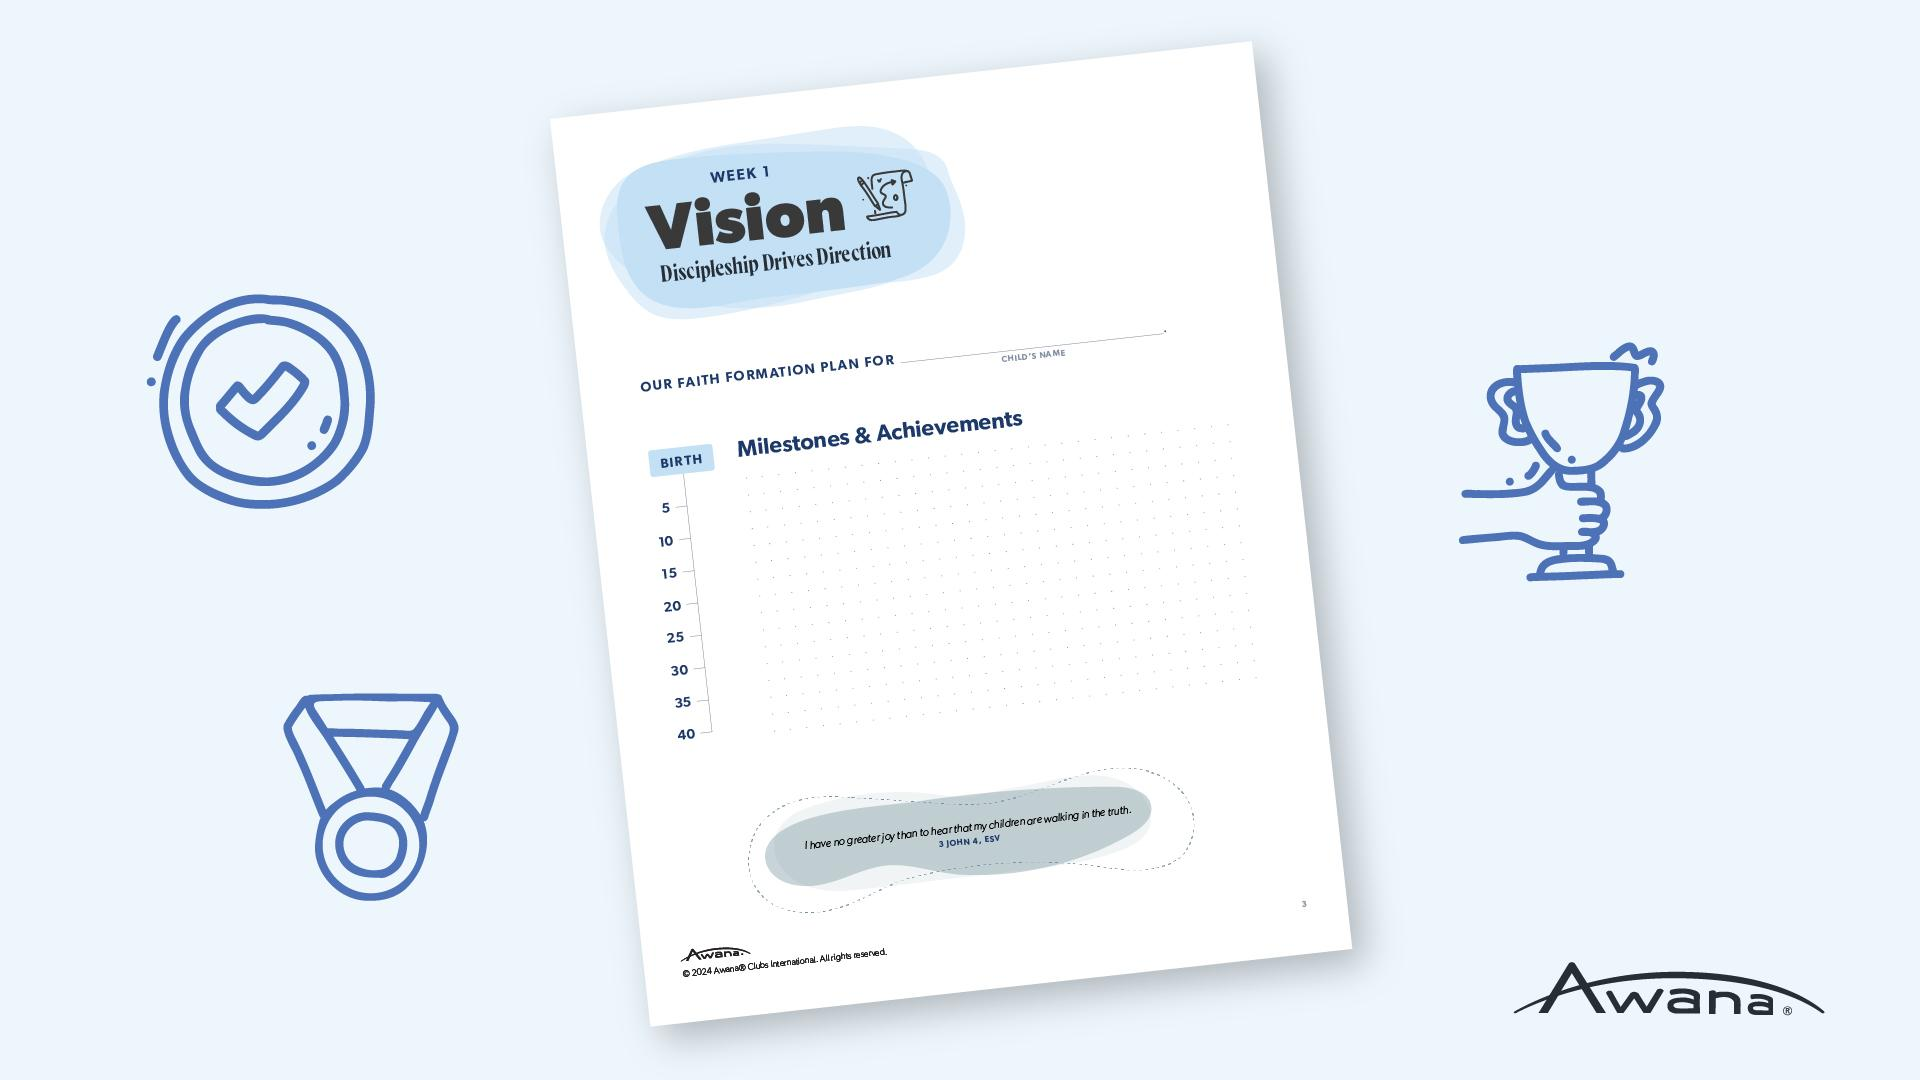 WEEK 1
Vision
Discipleship Drives Direction
OUR FAITH FORMATION PLAN FOR
CHILD'S NAME
BIRTH
Milestones & Achievements
5
10
15
20
25
30
35
40
I have no greater joy than to hear that my children are walking in the truth.
3 JOHN 4, ESV
3
Awana.
© 2024 Awana® Clubs International. All rights reserved.
Awana®